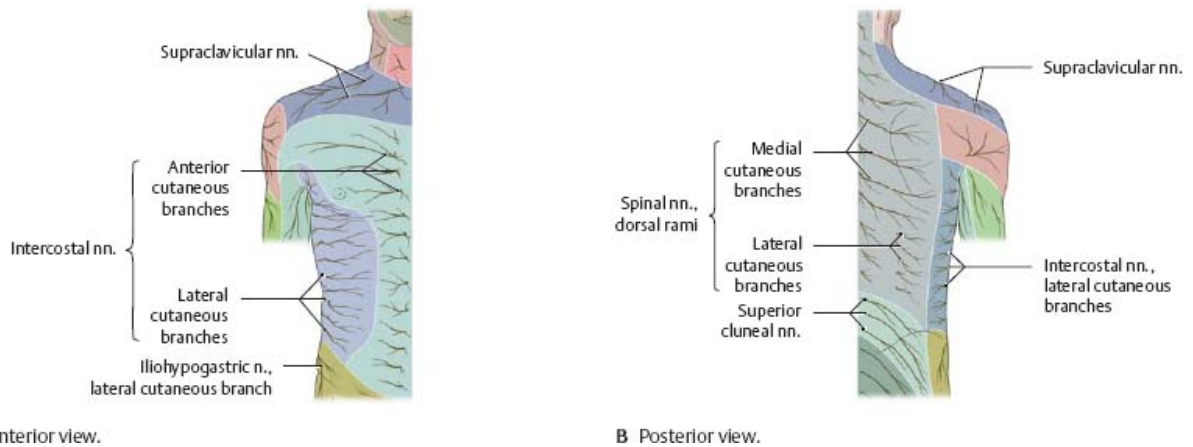 Supraclavicular nn.
Anterior
cutaneous
branches
Intercostal nn.
Lateral
cutaneous
branches
Iliohypogastric n.,
lateral cutaneous branch
nterior view.
Supraclavicular nn.
Medial
cutaneous
branches
Spinal nn.,
dorsal rami
Lateral
cutaneous
branches
Superior
cluneal nn.
Intercostal nn.,
lateral cutaneous
branches
B Posterior view.